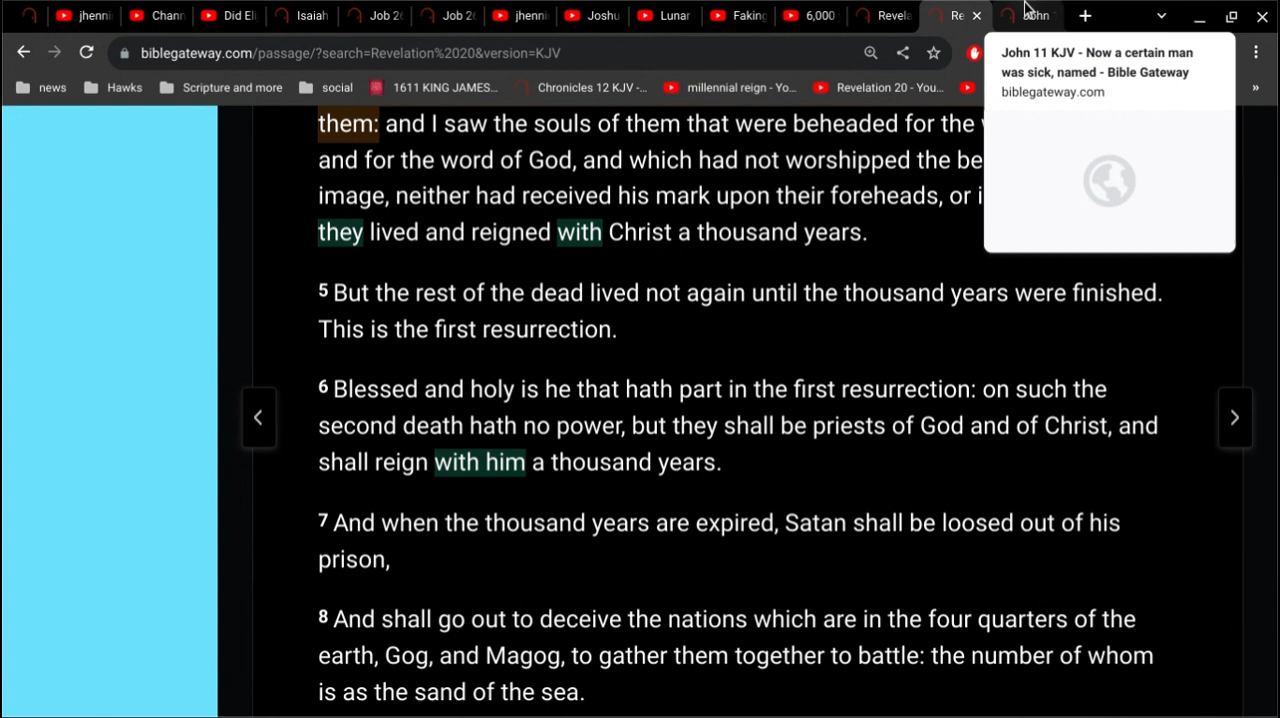 jhenni
Chann
Did Eli
Isaiah
Job 2
Job 2
jhenni
Joshu
Lunar
Faking
6,000
Revela
Re
John
biblegateway.com/passage/?search=Revelation%2020&version=KJV
news
Hawks
Scripture and more
social
1611 KING JAMES...
Chronicles 12 KJV -...
millennial reign - Yo...
Revelation 20 - You...
»
John 11 KJV - Now a certain man
was sick, named - Bible Gateway
biblegateway.com
them: and I saw the souls of them that were beheaded for the
and for the word of God, and which had not worshipped the be
image, neither had received his mark upon their foreheads, or i
they lived and reigned with Christ a thousand years.
5 But the rest of the dead lived not again until the thousand years were finished.
This is the first resurrection.
6 Blessed and holy is he that hath part in the first resurrection: on such the
second death hath no power, but they shall be priests of God and of Christ, and
shall reign with him a thousand years.
7 And when the thousand years are expired, Satan shall be loosed out of his
prison,
8 And shall go out to deceive the nations which are in the four quarters of the
earth, Gog, and Magog, to gather them together to battle: the number of whom
is as the sand of the sea.